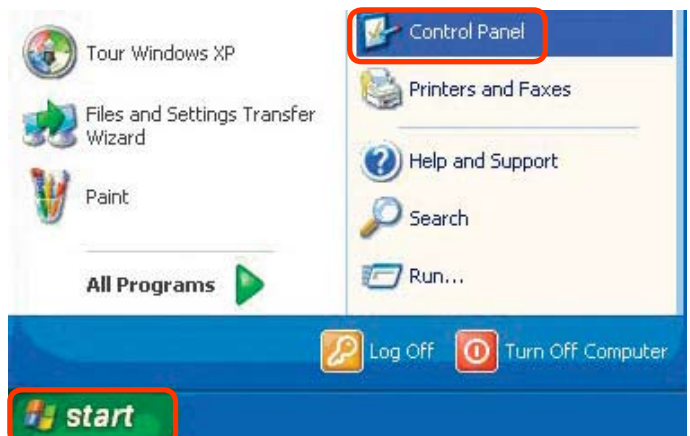 Tour Windows XP
Files and Settings Transfer
Wizard
Paint
All Programs
Control Panel
Printers and Faxes
Help and Support
Search
Run...
Log Off
Turn Off Computer
start